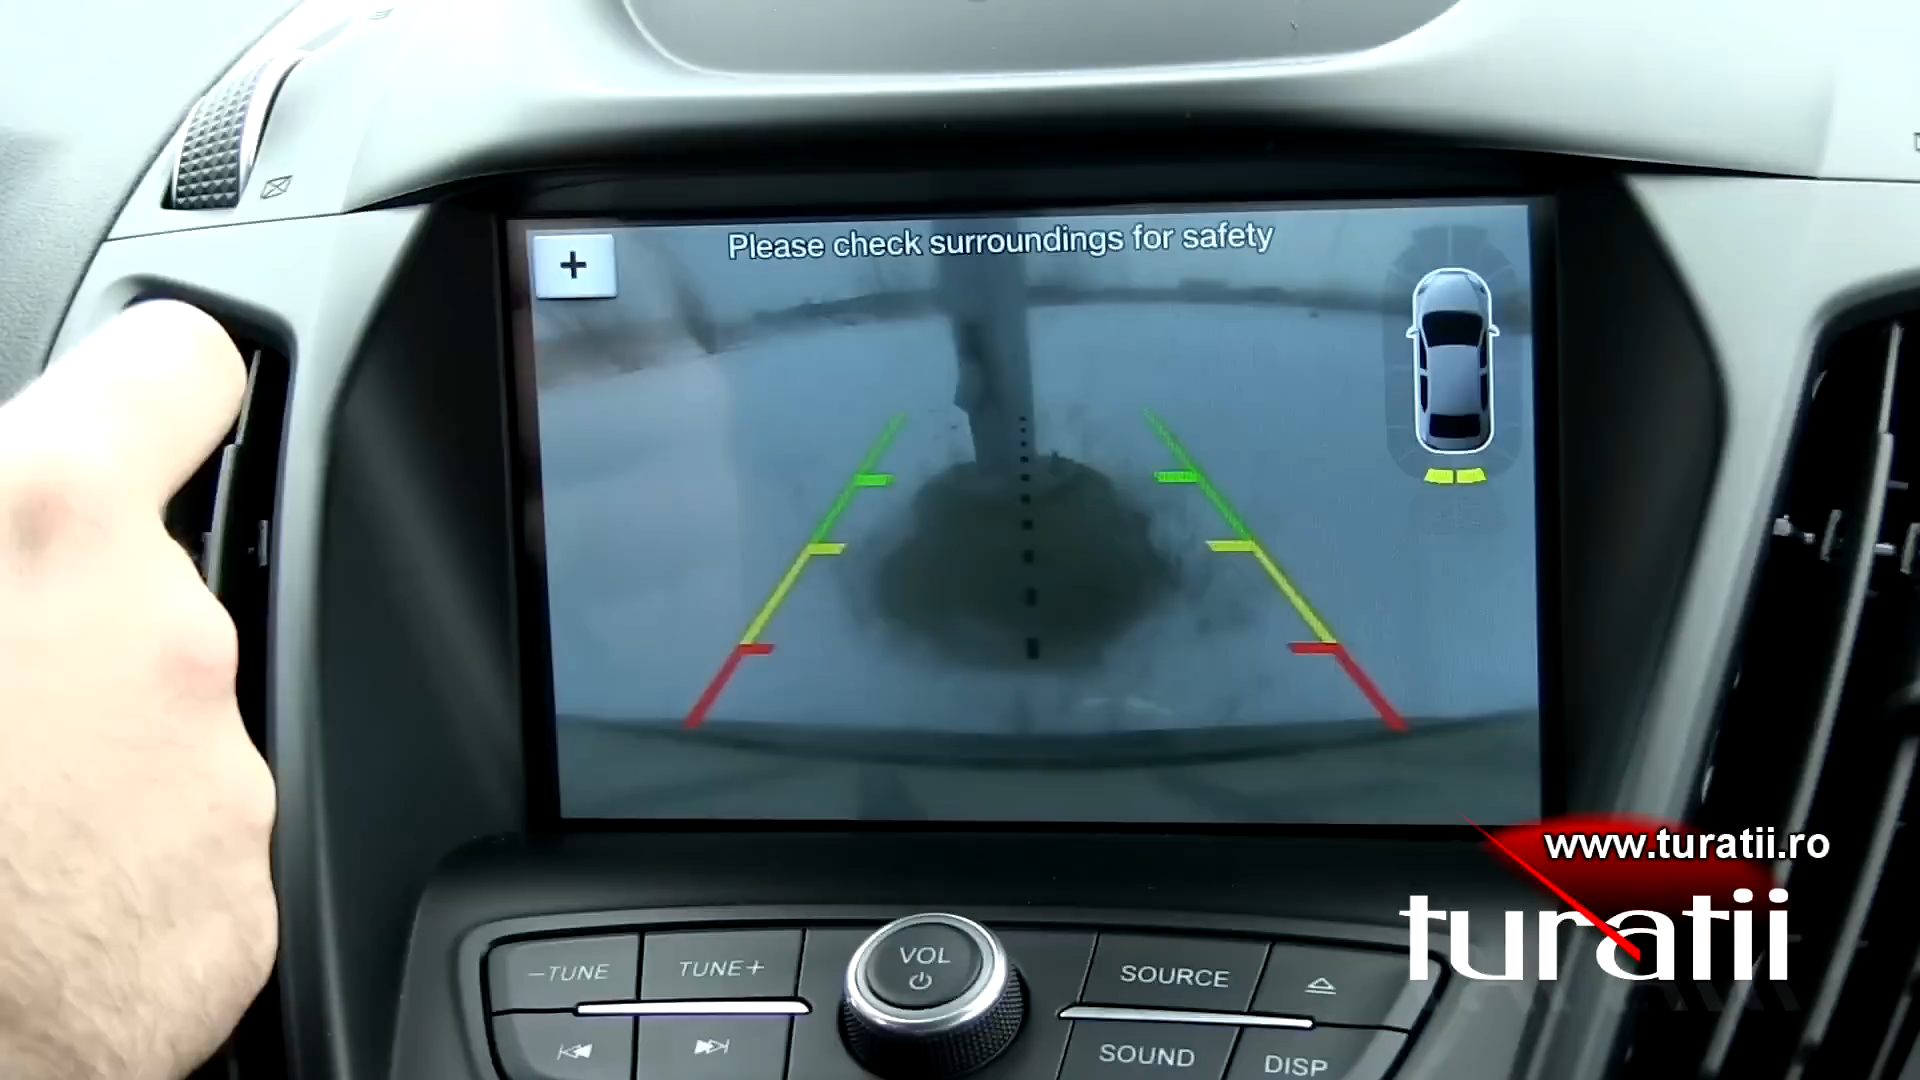 Please check surroundings for safety
+
www.turatii.ro
turatii
−TUNE
TUNE+
VOL
SOURCE
SOUND
DISP